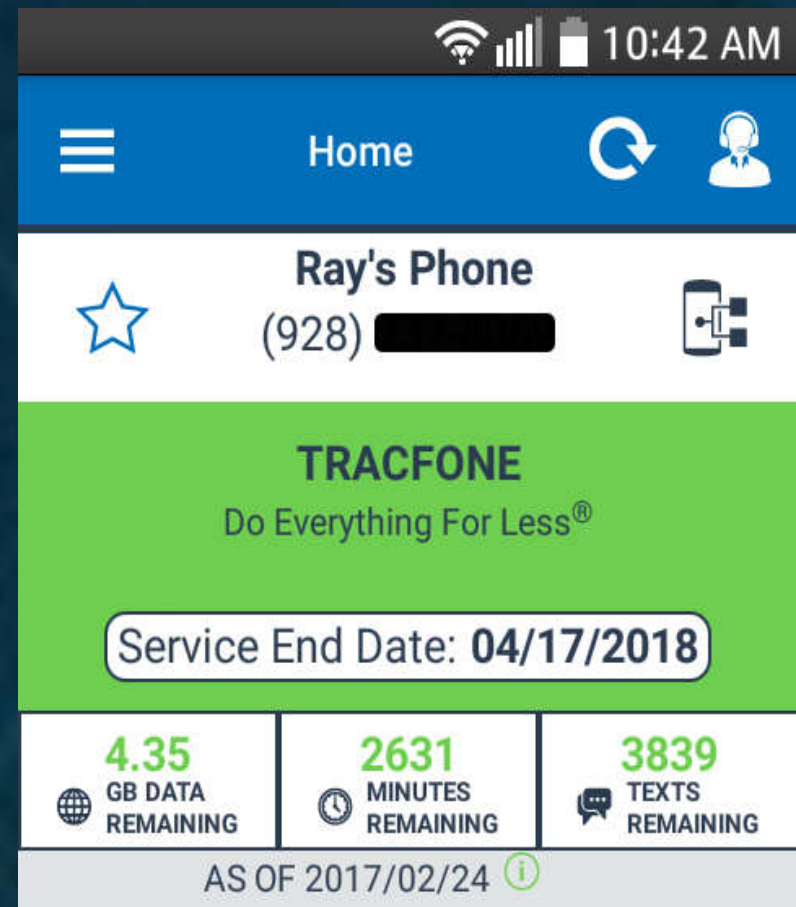 10:42 AM
Home
Ray's Phone
(928)
TRACFONE
Do Everything For Less®
Service End Date: 04/17/2018
4.35
GB DATA
REMAINING
2631
MINUTES
REMAINING
3839
TEXTS
REMAINING
AS OF 2017/02/24